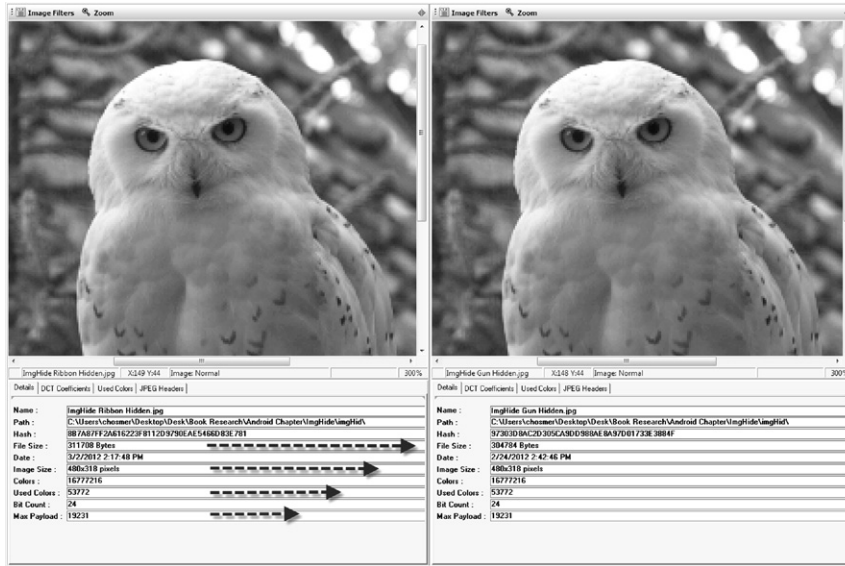 Image Filters Zoom
ImgHide Ribbon Hidden.jpg X:149 Y:44 Image: Normal 300%
Details DCT Coefficients Used Colors JPEG Headers
Name : ImgHide Ribbon Hidden.jpg
Path : C:\Users\chosmer\Desktop\Desk\Book Research\Android Chapter\ImgHide\imgHid\
Hash :
File Size : 311708 Bytes
Date : 3/2/2012 2:17:48 PM
Image Size : 480x318 pixels
Colors : 16777216
Used Colors : 53772
Bit Count : 24
Max Payload : 19231
Image Filters Zoom
ImgHide Gun Hidden.jpg X:148 Y:44 Image: Normal 300%
Details DCT Coefficients Used Colors JPEG Headers
Name : ImgHide Gun Hidden.jpg
Path : C:\Users\chosmer\Desktop\Desk\Book Research\Android Chapter\ImgHide\imgHid\
Hash :
File Size : 304784 Bytes
Date : 2/24/2012 2:42:46 PM
Image Size : 480x318 pixels
Colors : 16777216
Used Colors : 53772
Bit Count : 24
Max Payload : 19231